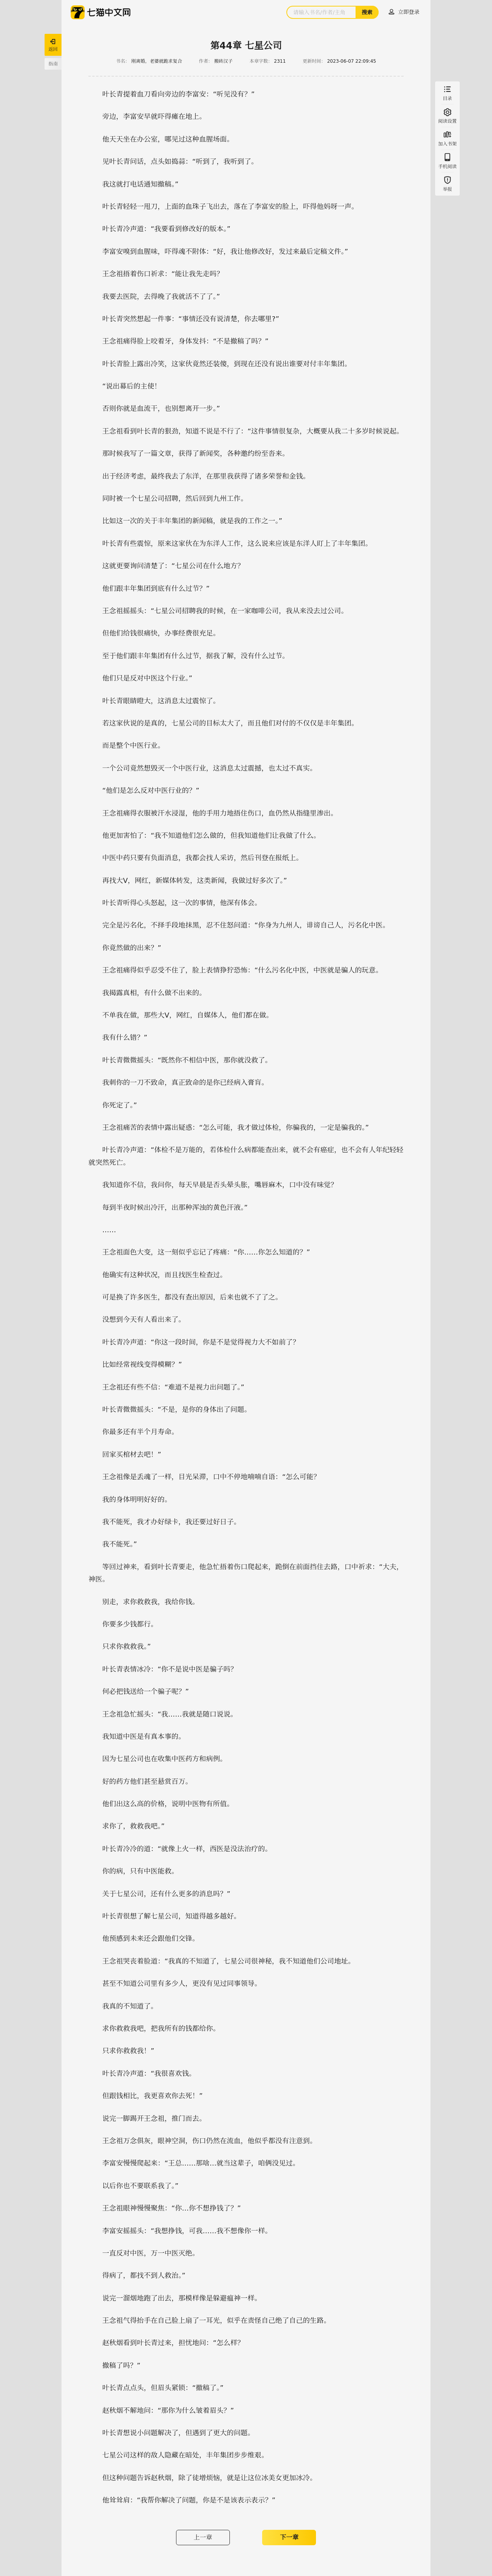 七猫中文网
请输入书名/作者/主角
搜索
立即登录
返回
指南
目录
阅读设置
加入书架
手机阅读
举报
第44章 七星公司
本章字数： 2311
更新时间： 2023-06-07 22:09:45
叶长青提着血刀看向旁边的李富安：“听见没有？”
旁边，李富安早就吓得瘫在地上。
他天天坐在办公室，哪见过这种血腥场面。
见叶长青问话，点头如捣蒜：“听到了，我听到了。
我这就打电话通知撤稿。”
叶长青轻轻一甩刀，上面的血珠子飞出去，落在了李富安的脸上，吓得他妈呀一声。
叶长青冷声道：“我要看到修改好的版本。”
李富安嗅到血腥味，吓得魂不附体：“好，我让他修改好，发过来最后定稿文件。”
王念祖捂着伤口祈求：“能让我先走吗？
我要去医院，去得晚了我就活不了了。”
叶长青突然想起一件事：“事情还没有说清楚，你去哪里?”
王念祖痛得脸上咬着牙，身体发抖：“不是撤稿了吗？”
叶长青脸上露出冷笑，这家伙竟然还装傻，到现在还没有说出谁要对付丰年集团。
“说出幕后的主使！
否则你就是血流干，也别想离开一步。”
王念祖看到叶长青的狠劲，知道不说是不行了：“这件事情很复杂，大概要从我二十多岁时候说起。
那时候我写了一篇文章，获得了新闻奖，各种邀约纷至沓来。
出于经济考虑，最终我去了东洋，在那里我获得了诸多荣誉和金钱。
同时被一个七星公司招聘，然后回到九州工作。
比如这一次的关于丰年集团的新闻稿，就是我的工作之一。”
叶长青有些震惊，原来这家伙在为东洋人工作，这么说来应该是东洋人盯上了丰年集团。
这就更要询问清楚了：“七星公司在什么地方？
他们跟丰年集团到底有什么过节？”
王念祖摇摇头：“七星公司招聘我的时候，在一家咖啡公司，我从来没去过公司。
但他们给钱很痛快，办事经费很充足。
至于他们跟丰年集团有什么过节，据我了解，没有什么过节。
他们只是反对中医这个行业。”
叶长青眼睛瞪大，这消息太过震惊了。
若这家伙说的是真的，七星公司的目标太大了，而且他们对付的不仅仅是丰年集团。
而是整个中医行业。
一个公司竟然想毁灭一个中医行业，这消息太过震撼，也太过不真实。
“他们是怎么反对中医行业的？”
王念祖痛得衣服被汗水浸湿，他的手用力地捂住伤口，血仍然从指缝里渗出。
他更加害怕了：“我不知道他们怎么做的，但我知道他们让我做了什么。
中医中药只要有负面消息，我都会找人采访，然后刊登在报纸上。
再找大V，网红，新媒体转发，这类新闻，我做过好多次了。”
叶长青听得心头怒起，这一次的事情，他深有体会。
完全是污名化，不择手段地抹黑，忍不住怒问道：“你身为九州人，诽谤自己人，污名化中医。
你竟然做的出来？”
王念祖痛得似乎忍受不住了，脸上表情狰狞恐怖：“什么污名化中医，中医就是骗人的玩意。
我揭露真相，有什么做不出来的。
不单我在做，那些大V，网红，自媒体人，他们都在做。
我有什么错？”
叶长青微微摇头：“既然你不相信中医，那你就没救了。
我刺你的一刀不致命，真正致命的是你已经病入膏肓。
你死定了。”
王念祖痛苦的表情中露出疑惑：“怎么可能，我才做过体检，你骗我的，一定是骗我的。”
叶长青冷声道：“体检不是万能的，若体检什么病都能查出来，就不会有癌症，也不会有人年纪轻轻
就突然死亡。
我知道你不信，我问你，每天早晨是否头晕头胀，嘴唇麻木，口中没有味觉？
每到半夜时候出冷汗，出那种浑浊的黄色汗液。”
……
王念祖面色大变，这一刻似乎忘记了疼痛：“你……你怎么知道的？”
他确实有这种状况，而且找医生检查过。
可是换了许多医生，都没有查出原因，后来也就不了了之。
没想到今天有人看出来了。
叶长青冷声道：“你这一段时间，你是不是觉得视力大不如前了？
比如经常视线变得模糊？”
王念祖还有些不信：“难道不是视力出问题了。”
叶长青微微摇头：“不是，是你的身体出了问题。
你最多还有半个月寿命。
回家买棺材去吧！”
王念祖像是丢魂了一样，目光呆滞，口中不停地喃喃自语：“怎么可能？
我的身体明明好好的。
我不能死，我才办好绿卡，我还要过好日子。
我不能死。”
等回过神来，看到叶长青要走，他急忙捂着伤口爬起来，跪倒在前面挡住去路，口中祈求：“大夫，
神医。
别走，求你救救我，我给你钱。
你要多少钱都行。
只求你救救我。”
叶长青表情冰冷：“你不是说中医是骗子吗？
何必把钱送给一个骗子呢？”
王念祖急忙摇头：“我……我就是随口说说。
我知道中医是有真本事的。
因为七星公司也在收集中医药方和病例。
好的药方他们甚至悬赏百万。
他们出这么高的价格，说明中医物有所值。
求你了，救救我吧。”
叶长青冷冷的道：“就像上火一样，西医是没法治疗的。
你的病，只有中医能救。
关于七星公司，还有什么更多的消息吗？”
叶长青很想了解七星公司，知道得越多越好。
他预感到未来还会跟他们交锋。
王念祖哭丧着脸道：“我真的不知道了，七星公司很神秘，我不知道他们公司地址。
甚至不知道公司里有多少人，更没有见过同事领导。
我真的不知道了。
求你救救我吧，把我所有的钱都给你。
只求你救救我！”
叶长青冷声道：“我很喜欢钱。
但跟钱相比，我更喜欢你去死！”
说完一脚踢开王念祖，推门而去。
王念祖万念俱灰，眼神空洞，伤口仍然在流血，他似乎都没有注意到。
李富安慢慢爬起来：“王总……那啥…就当这辈子，咱俩没见过。
以后你也不要联系我了。”
王念祖眼神慢慢聚焦：“你…你不想挣钱了？”
李富安摇摇头：“我想挣钱，可我……我不想像你一样。
一直反对中医，万一中医灭绝。
得病了，都找不到人救治。”
说完一溜烟地跑了出去，那模样像是躲避瘟神一样。
王念祖气得抬手在自己脸上扇了一耳光，似乎在责怪自己绝了自己的生路。
赵秋烟看到叶长青过来，担忧地问：“怎么样？
撤稿了吗？”
叶长青点点头，但眉头紧锁：“撤稿了。”
赵秋烟不解地问：“那你为什么皱着眉头？”
叶长青想说小问题解决了，但遇到了更大的问题。
七星公司这样的敌人隐藏在暗处，丰年集团步步维艰。
但这种问题告诉赵秋烟，除了徒增烦恼，就是让这位冰美女更加冰冷。
他耸耸肩：“我帮你解决了问题，你是不是该表示表示？”
上一章
下一章